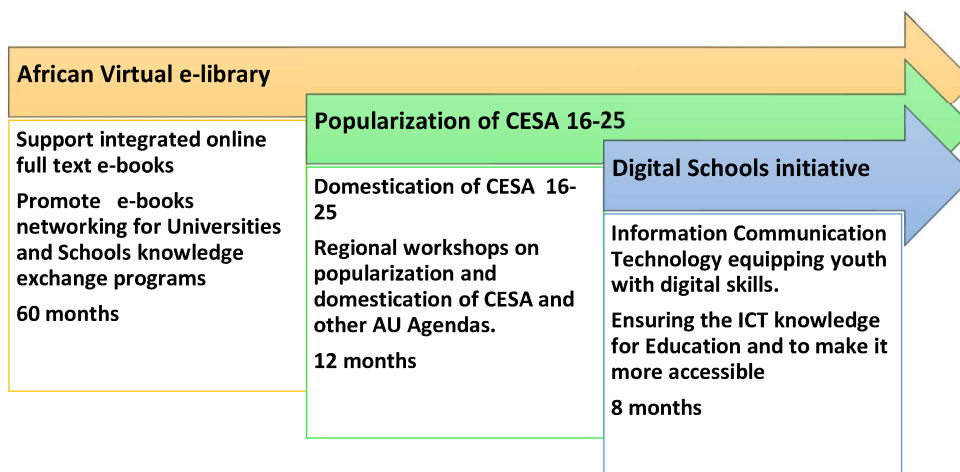 African Virtual e-library
Support integrated online
full text e-books
Promote e-books
networking for Universities
and Schools knowledge
exchange programs
60 months
Popularization of CESA 16-25
Domestication of CESA 16-
25
Regional workshops on
popularization and
domestication of CESA and
other AU Agendas.
12 months
Digital Schools initiative
Information Communication
Technology equipping youth
with digital skills.
Ensuring the ICT knowledge
for Education and to make it
more accessible
8 months